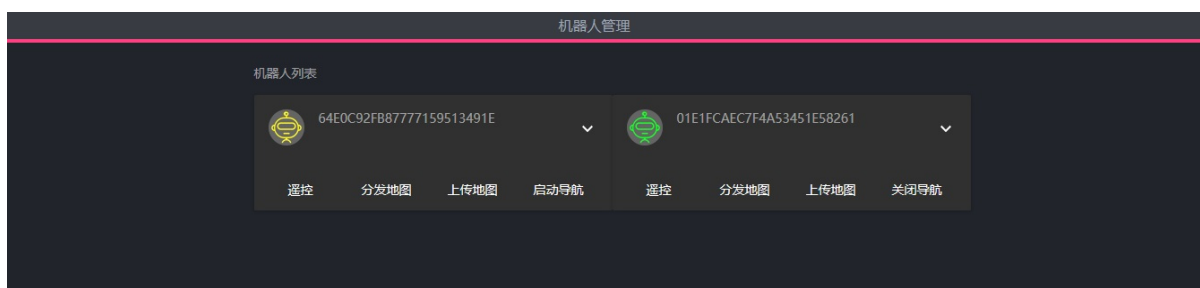 机器人管理
机器人列表
64E0C92FB87777159513491E
01E1FCAEC7F4A53451E58261
遥控 分发地图 上传地图 启动导航
遥控 分发地图 上传地图 关闭导航